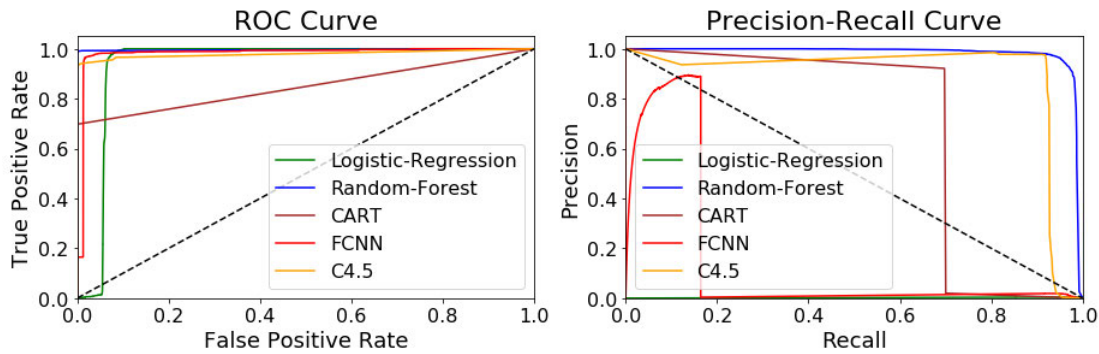 ROC Curve
True Positive Rate
1.0
0.8
0.6
0.4
0.2
0.0
Logistic-Regression
Random-Forest
CART
FCNN
C4.5
0.0 0.2 0.4 0.6 0.8 1.0
False Positive Rate
Precision-Recall Curve
Precision
1.0
0.8
0.6
0.4
0.2
0.0
Logistic-Regression
Random-Forest
CART
FCNN
C4.5
0.0 0.2 0.4 0.6 0.8 1.0
Recall